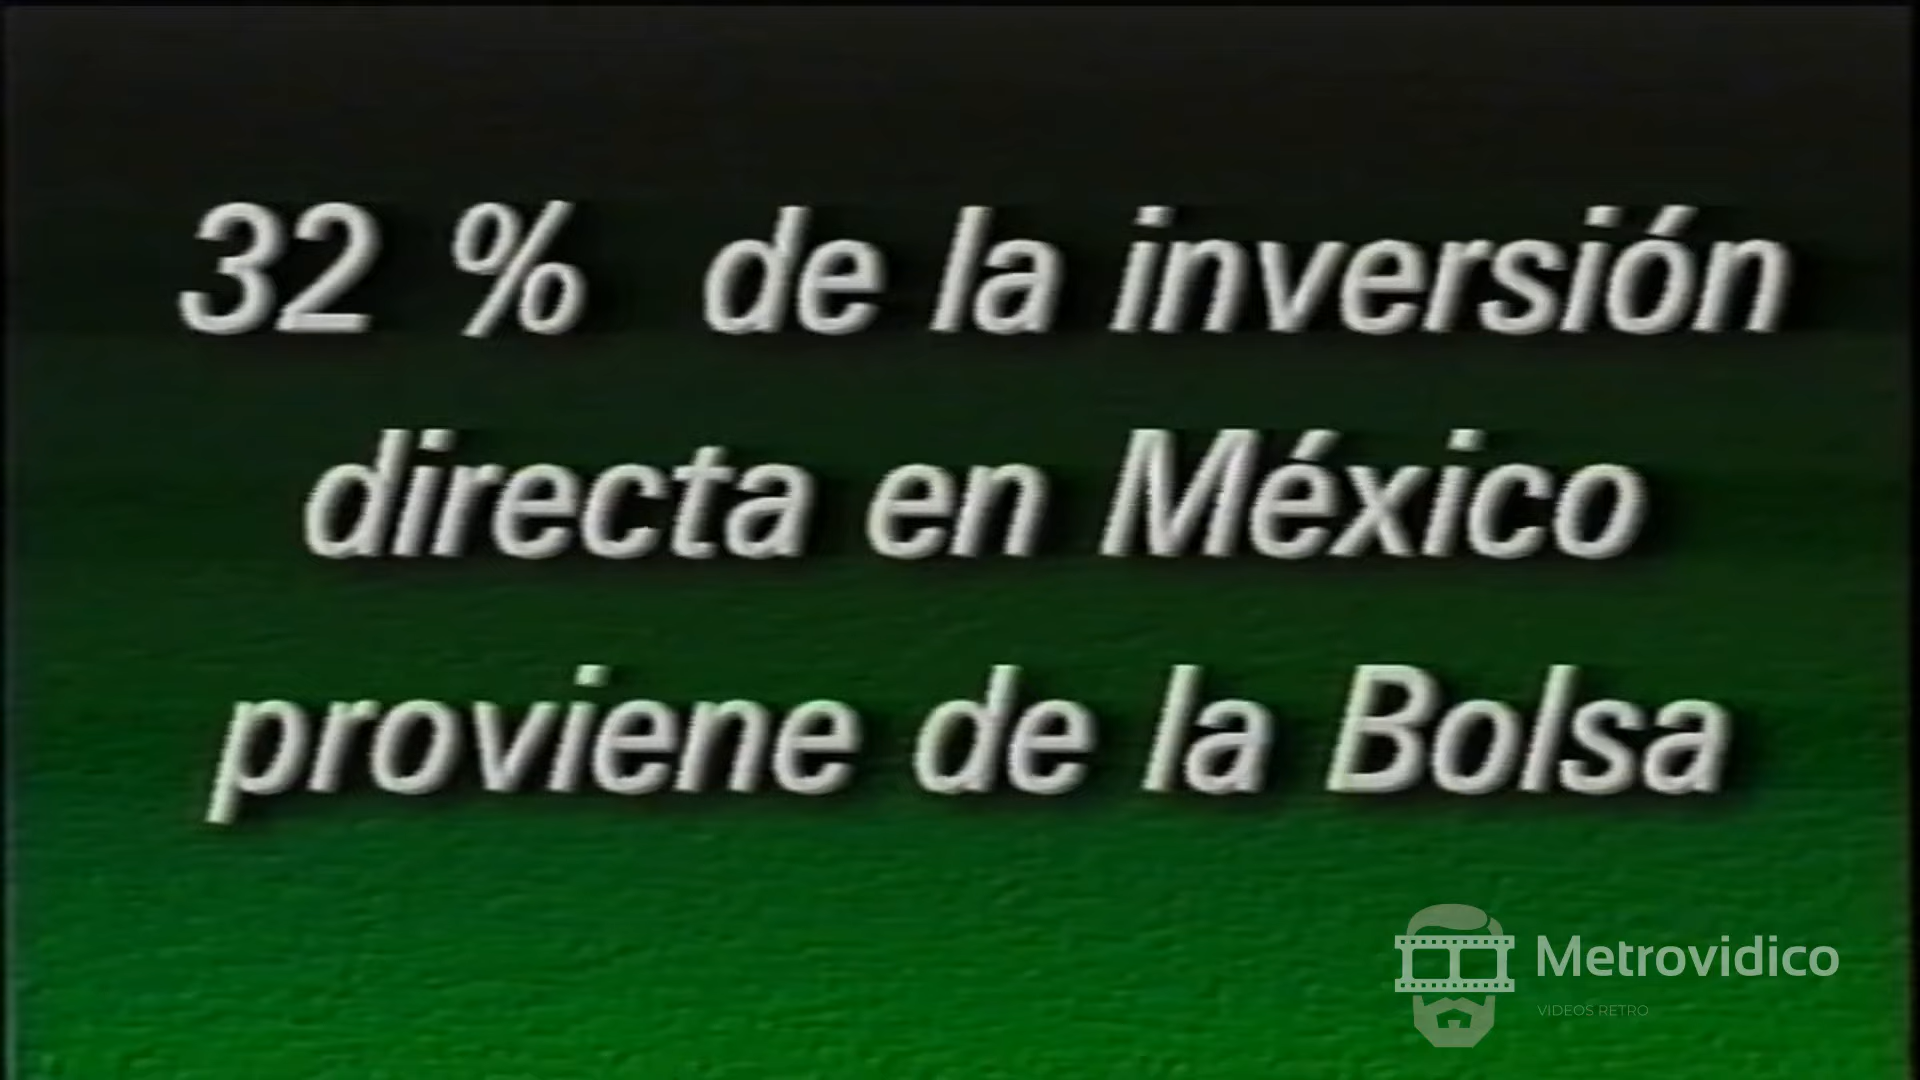 32 % de la inversión
directa en México
proviene de la Bolsa
Metrovidico
VIDEOS RETRO